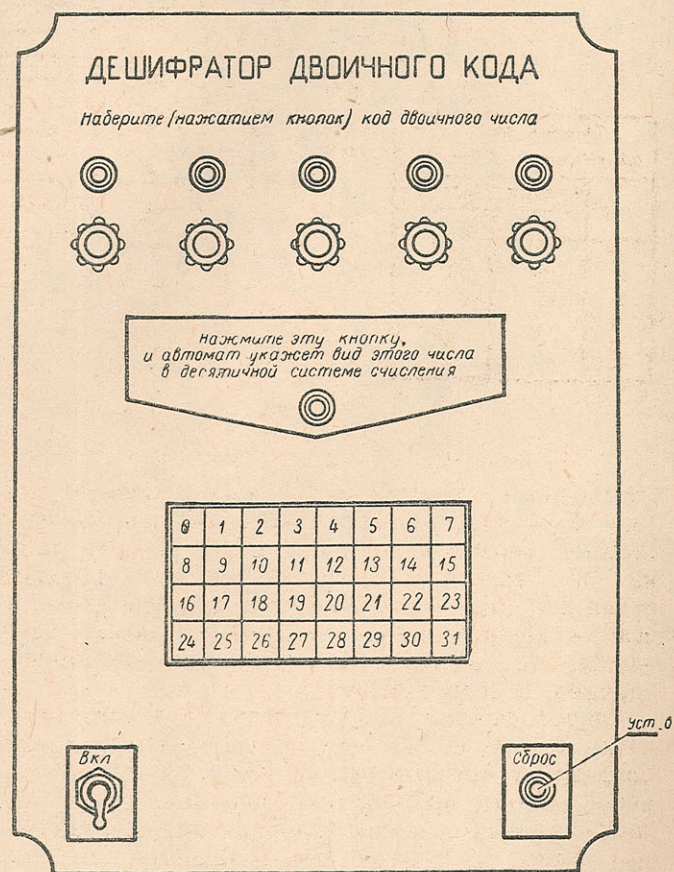 ДЕШИФРАТОР ДВОИЧНОГО КОДА
Наберите (нажатием кнопок) код двоичного числа
Нажмите эту кнопку,
и автомат укажет вид этого числа
в десятичной системе счисления
0 1 2 3 4 5 6 7
8 9 10 11 12 13 14 15
16 17 18 19 20 21 22 23
24 25 26 27 28 29 30 31
Уст. 0
Вкл
Сброс